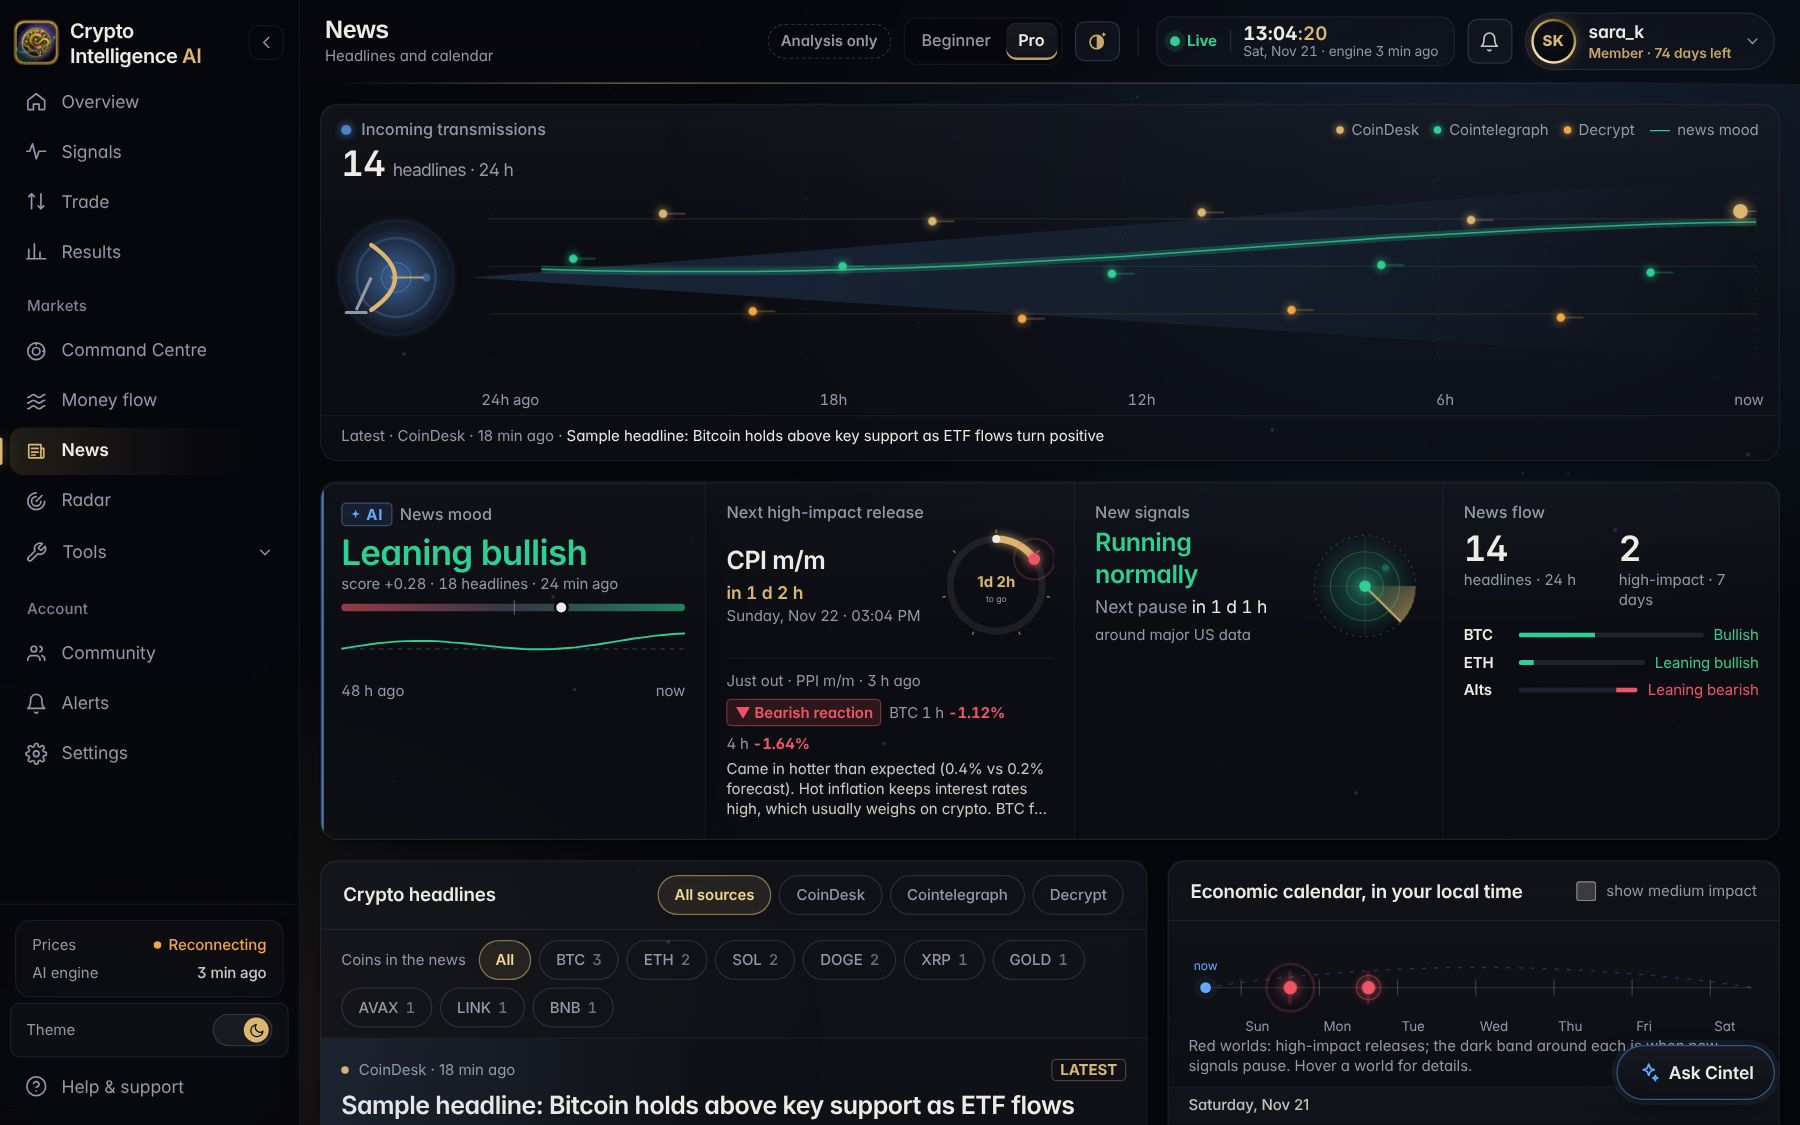 Crypto
Intelligence AI
Overview
Signals
Trade
Results
Markets
Command Centre
Money flow
News
Radar
Tools
Account
Community
Alerts
Settings
Prices Reconnecting
AI engine 3 min ago
Theme
Help & support
News
Headlines and calendar
Analysis only
Beginner Pro
Live
13:04:20
Sat, Nov 21 · engine 3 min ago
SK
sara_k
Member · 74 days left
Incoming transmissions
CoinDesk Cointelegraph Decrypt news mood
14 headlines · 24 h
24h ago 18h 12h 6h now
Latest · CoinDesk · 18 min ago · Sample headline: Bitcoin holds above key support as ETF flows turn positive
AI News mood
Leaning bullish
score +0.28 · 18 headlines · 24 min ago
48 h ago now
Next high-impact release
CPI m/m
in 1 d 2 h
Sunday, Nov 22 · 03:04 PM
1d 2h
to go
Just out · PPI m/m · 3 h ago
▼ Bearish reaction BTC 1 h -1.12%
4 h -1.64%
Came in hotter than expected (0.4% vs 0.2%
forecast). Hot inflation keeps interest rates
high, which usually weighs on crypto. BTC f...
New signals
Running
normally
Next pause in 1 d 1 h
around major US data
News flow
14
headlines · 24 h
2
high-impact · 7
days
BTC Bullish
ETH Leaning bullish
Alts Leaning bearish
Crypto headlines
All sources CoinDesk Cointelegraph Decrypt
Coins in the news All BTC 3 ETH 2 SOL 2 DOGE 2 XRP 1 GOLD 1
AVAX 1 LINK 1 BNB 1
CoinDesk · 18 min ago
LATEST
Sample headline: Bitcoin holds above key support as ETF flows
Economic calendar, in your local time
show medium impact
now
Sun Mon Tue Wed Thu Fri Sat
Red worlds: high-impact releases; the dark band around each is when new
signals pause. Hover a world for details.
Ask Cintel
Saturday, Nov 21